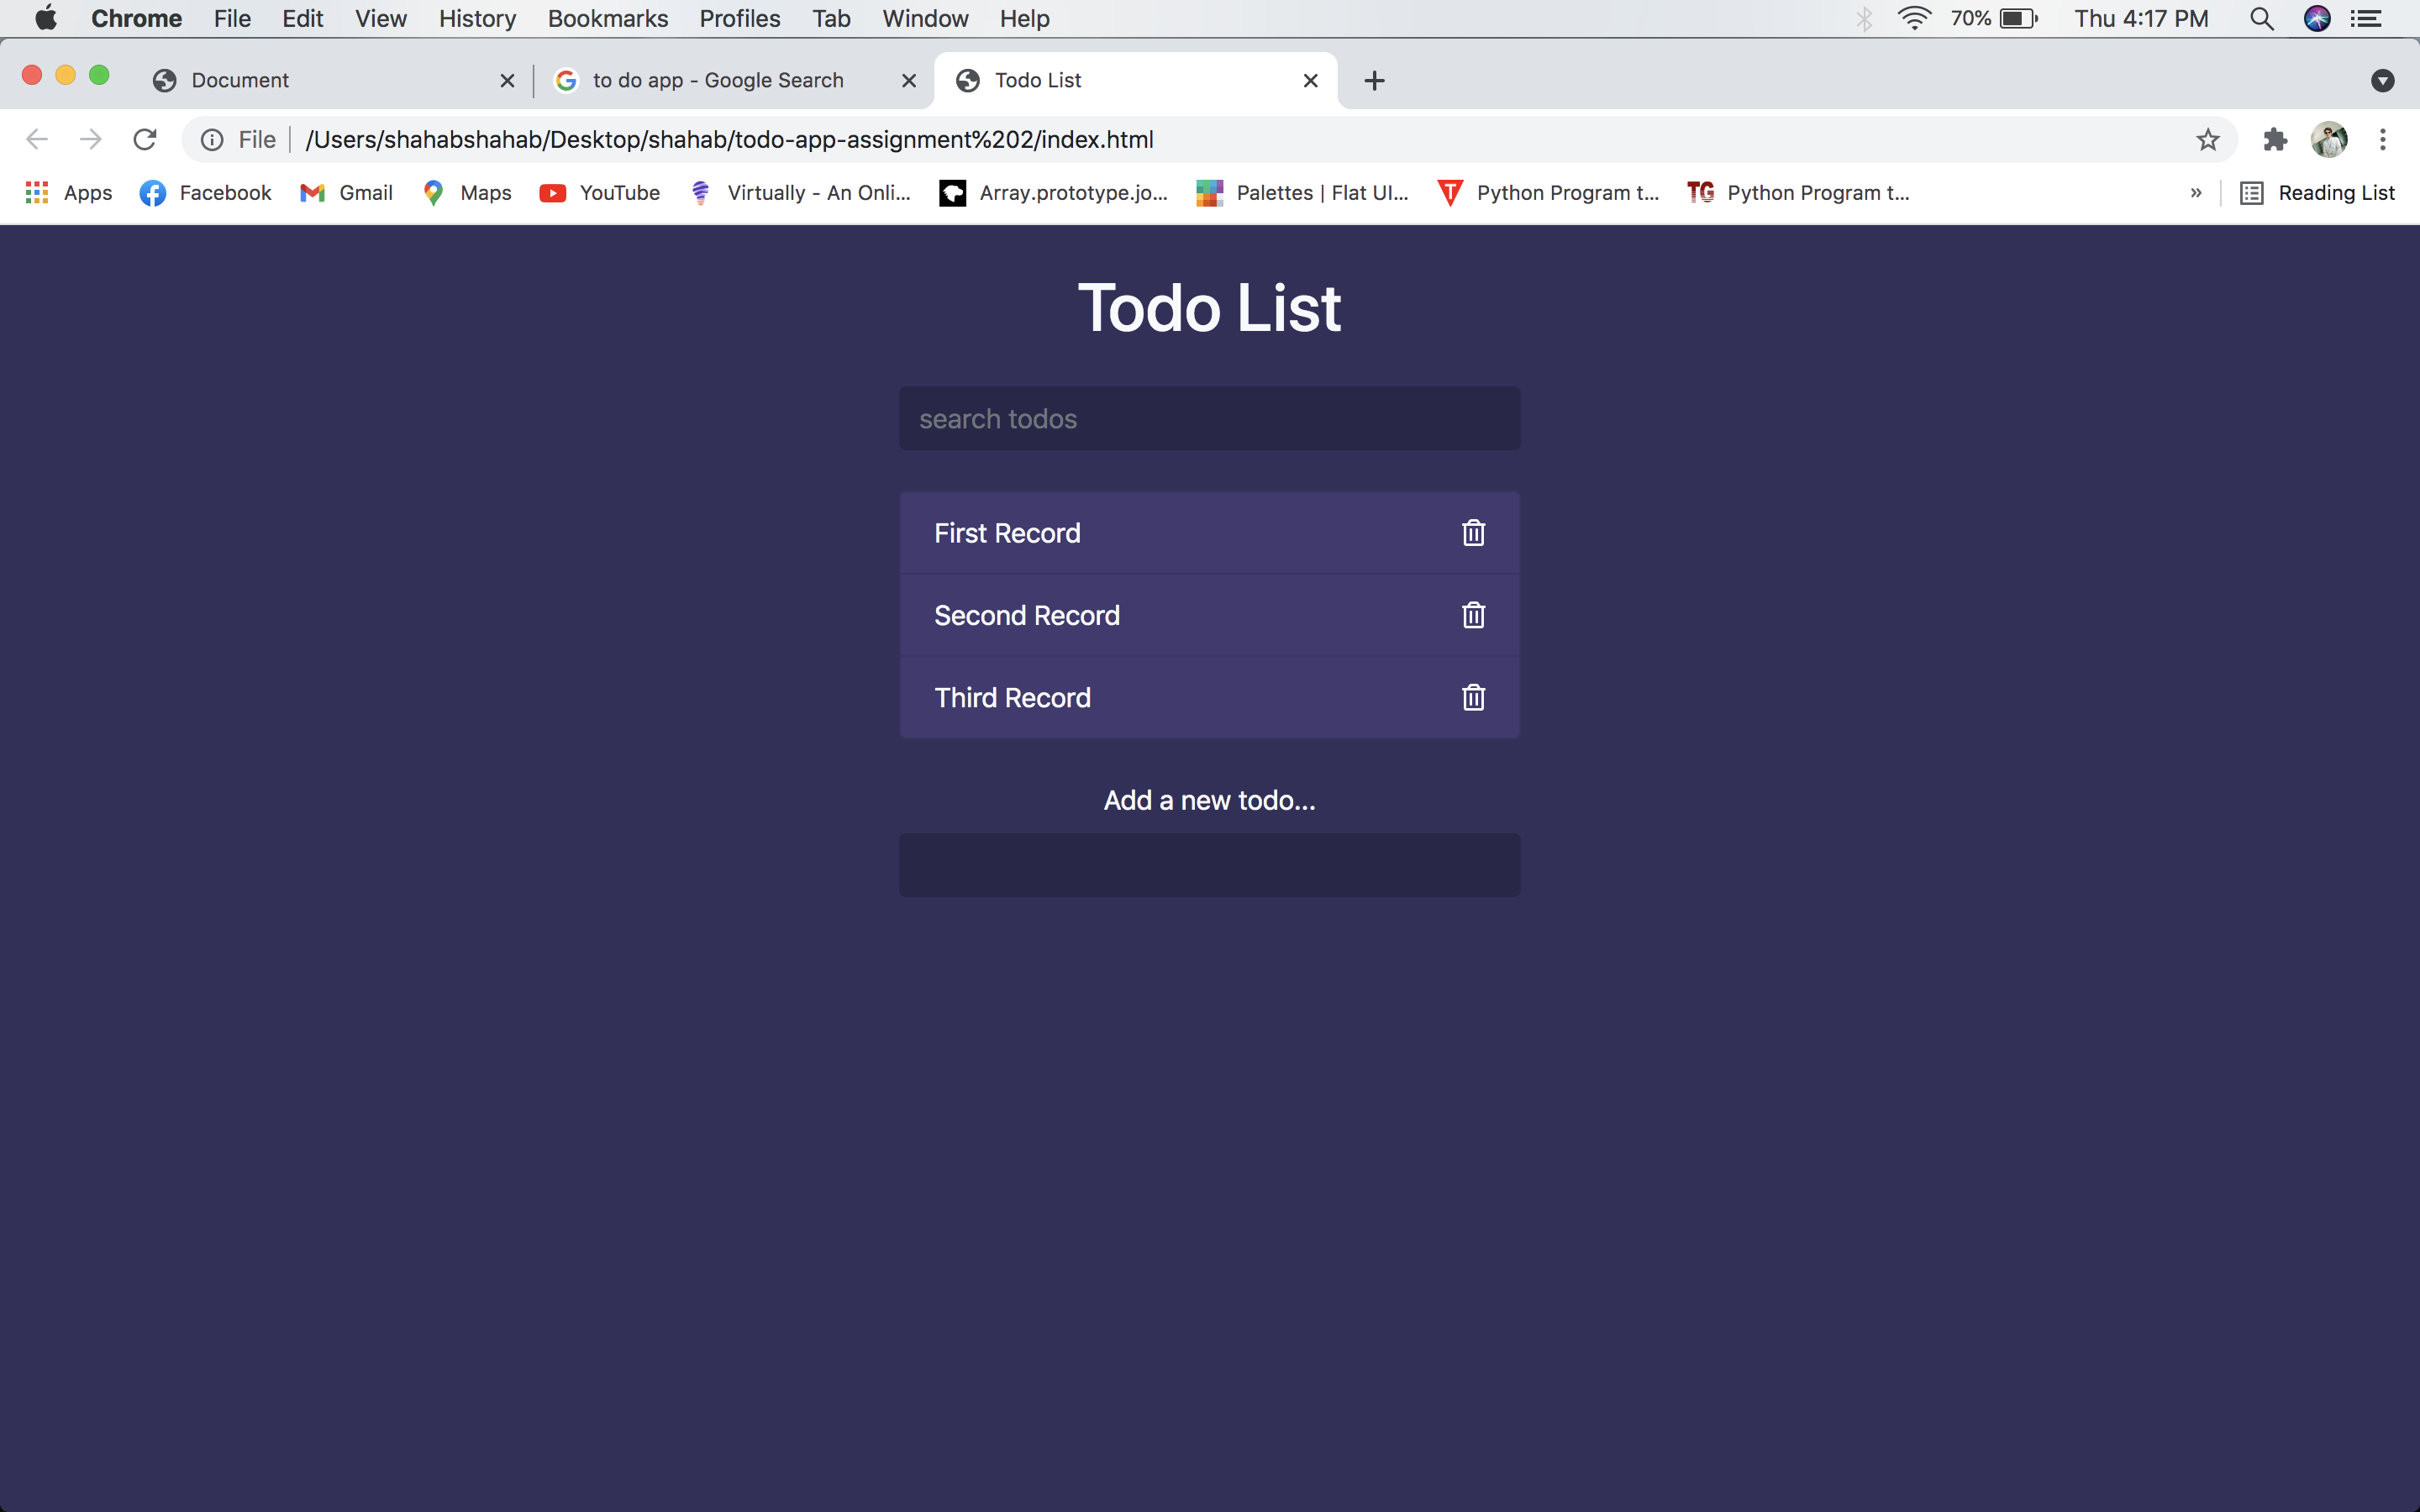 Chrome File Edit View History Bookmarks Profiles Tab Window Help 70% Thu 4:17 PM
Document to do app - Google Search Todo List
File /Users/shahabshahab/Desktop/shahab/todo-app-assignment%202/index.html
Apps Facebook Gmail Maps YouTube Virtually - An Onli... Array.prototype.jo... Palettes | Flat UI... Python Program t... TG Python Program t... » Reading List
Todo List
search todos
First Record
Second Record
Third Record
Add a new todo...